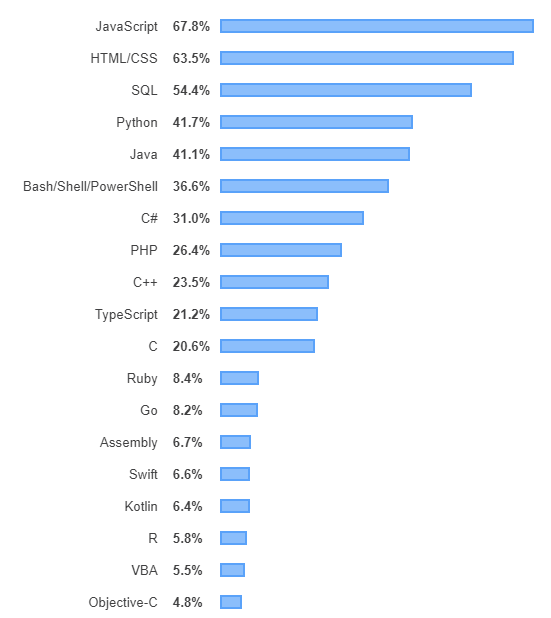 JavaScript 67.8%
HTML/CSS 63.5%
SQL 54.4%
Python 41.7%
Java 41.1%
Bash/Shell/PowerShell 36.6%
C# 31.0%
PHP 26.4%
C++ 23.5%
TypeScript 21.2%
C 20.6%
Ruby 8.4%
Go 8.2%
Assembly 6.7%
Swift 6.6%
Kotlin 6.4%
R 5.8%
VBA 5.5%
Objective-C 4.8%